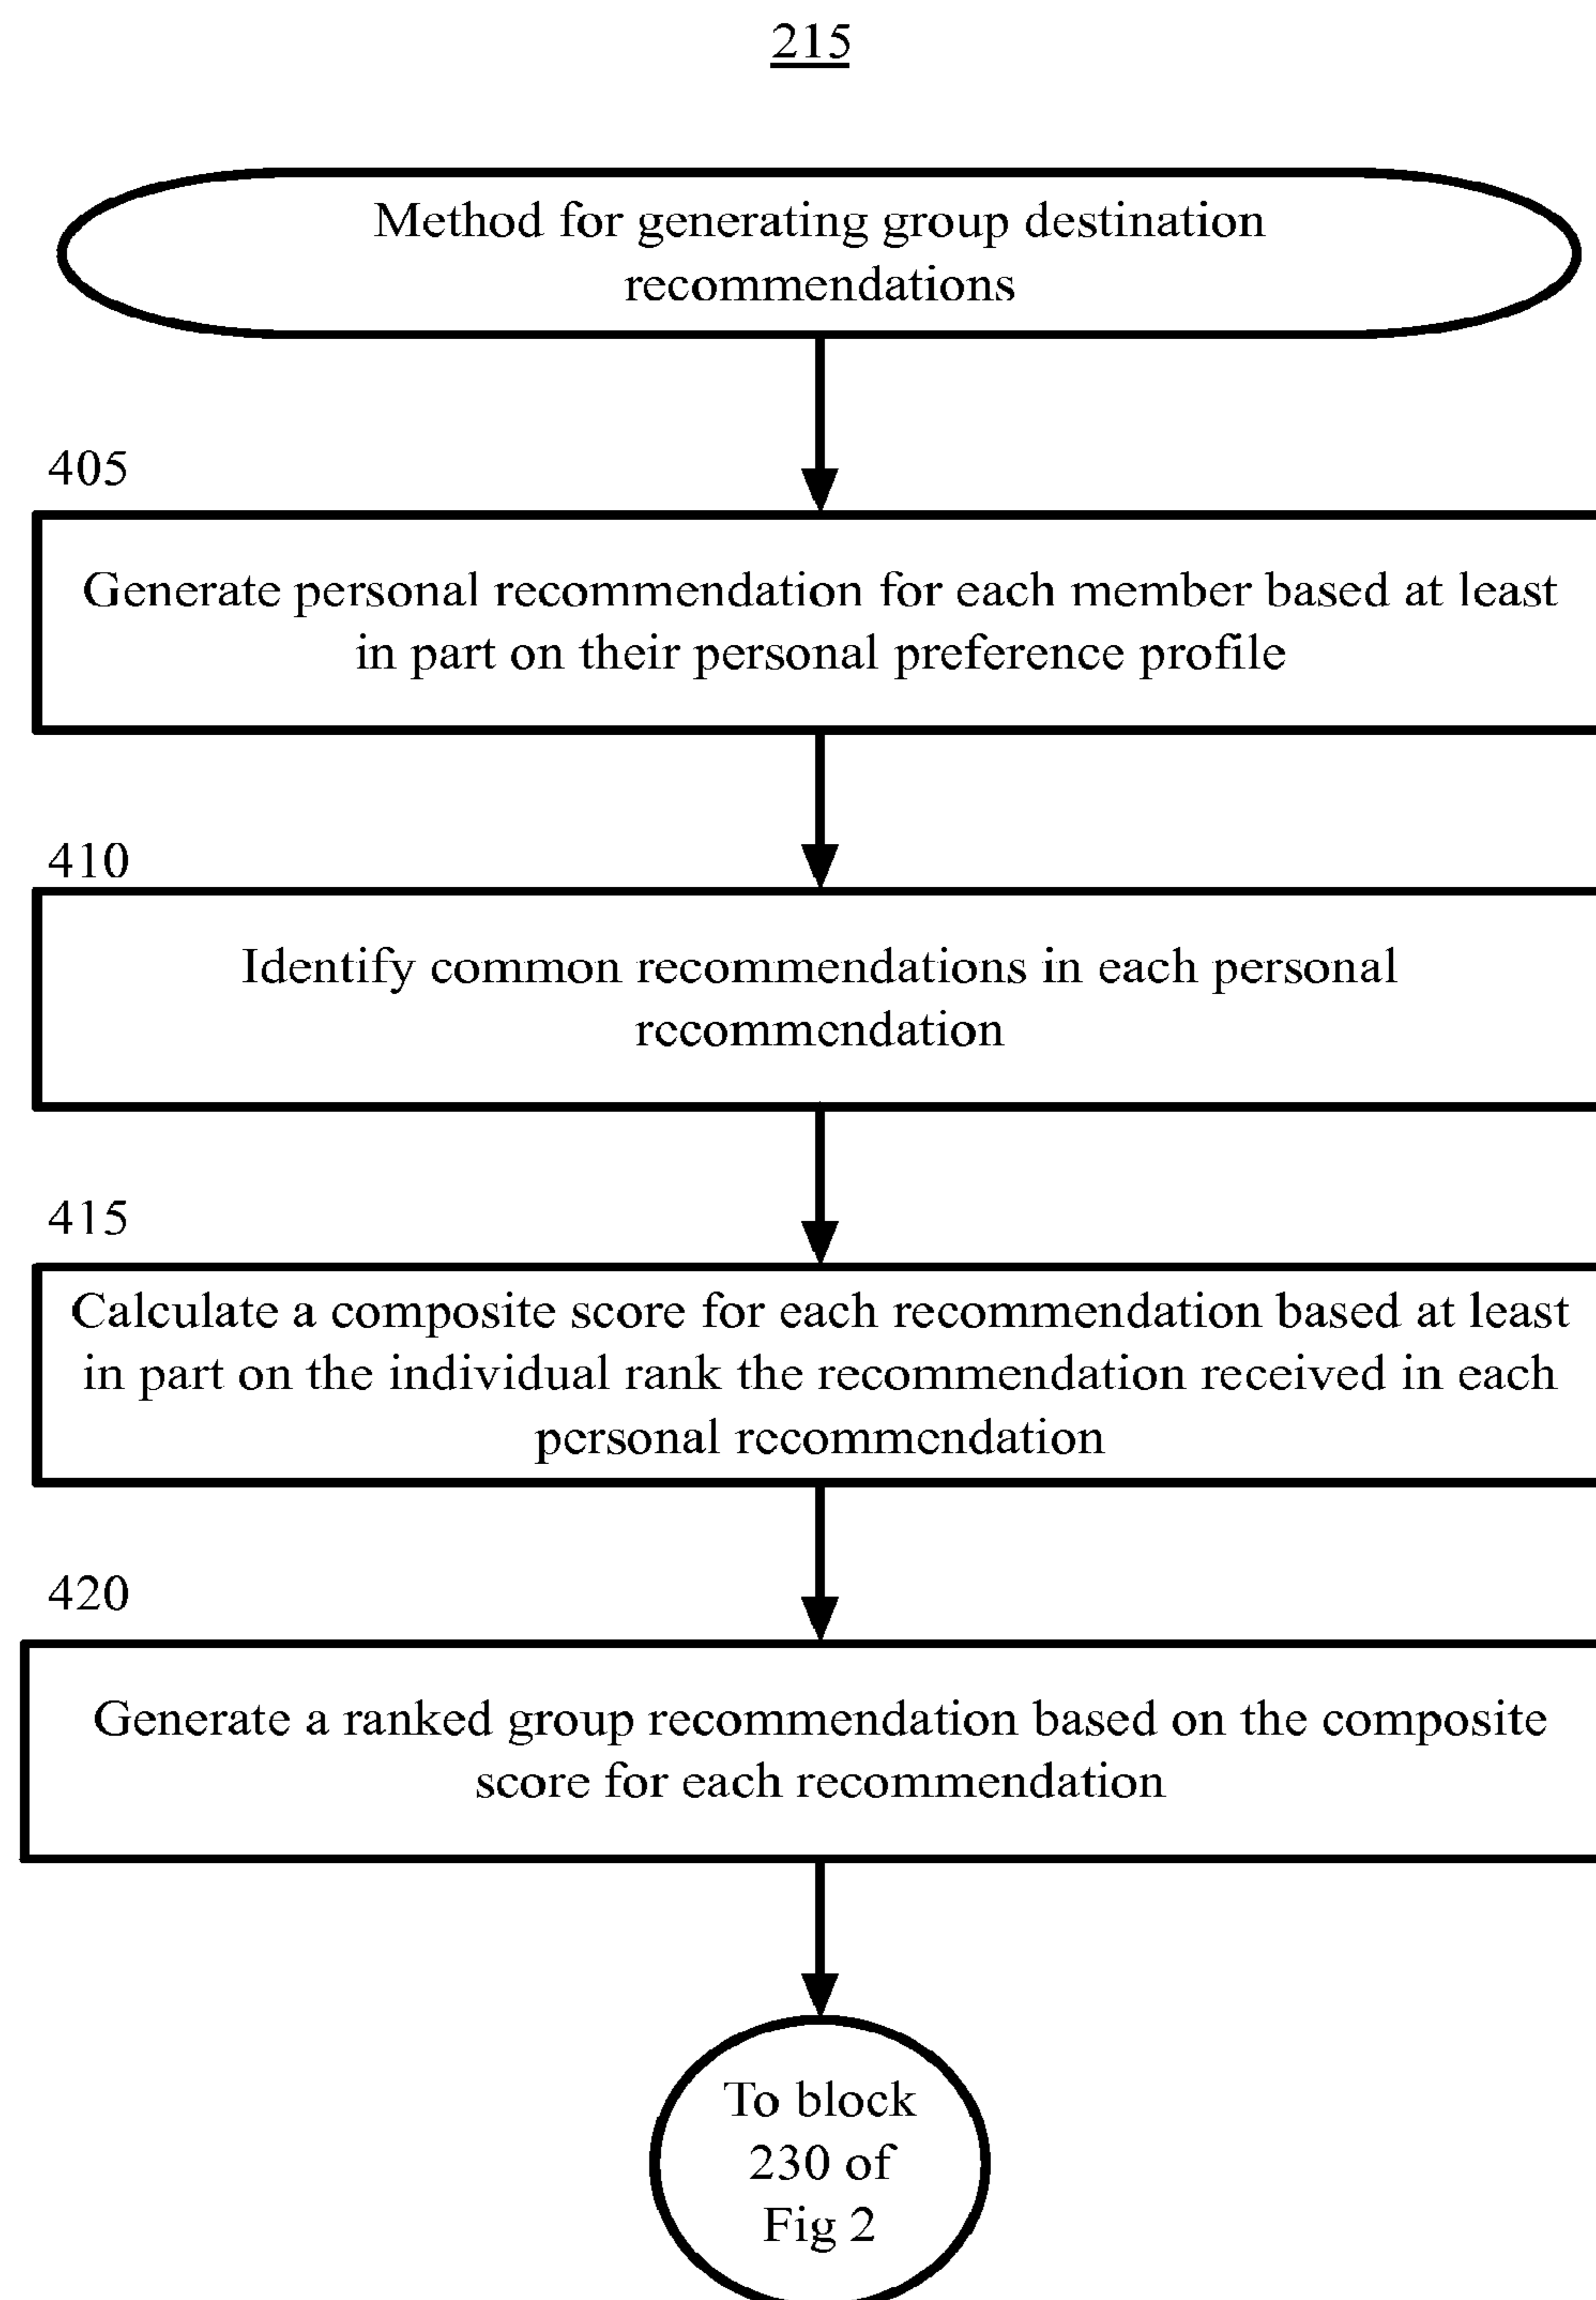 215
Method for generating group destination
recommendations
405
Generate personal recommendation for each member based at least
in part on their personal preference profile
410
Identify common recommendations in each personal
recommendation
415
Calculate a composite score for each recommendation based at least
in part on the individual rank the recommendation received in each
personal recommendation
420
Generate a ranked group recommendation based on the composite
score for each recommendation
To block
230 of
Fig 2